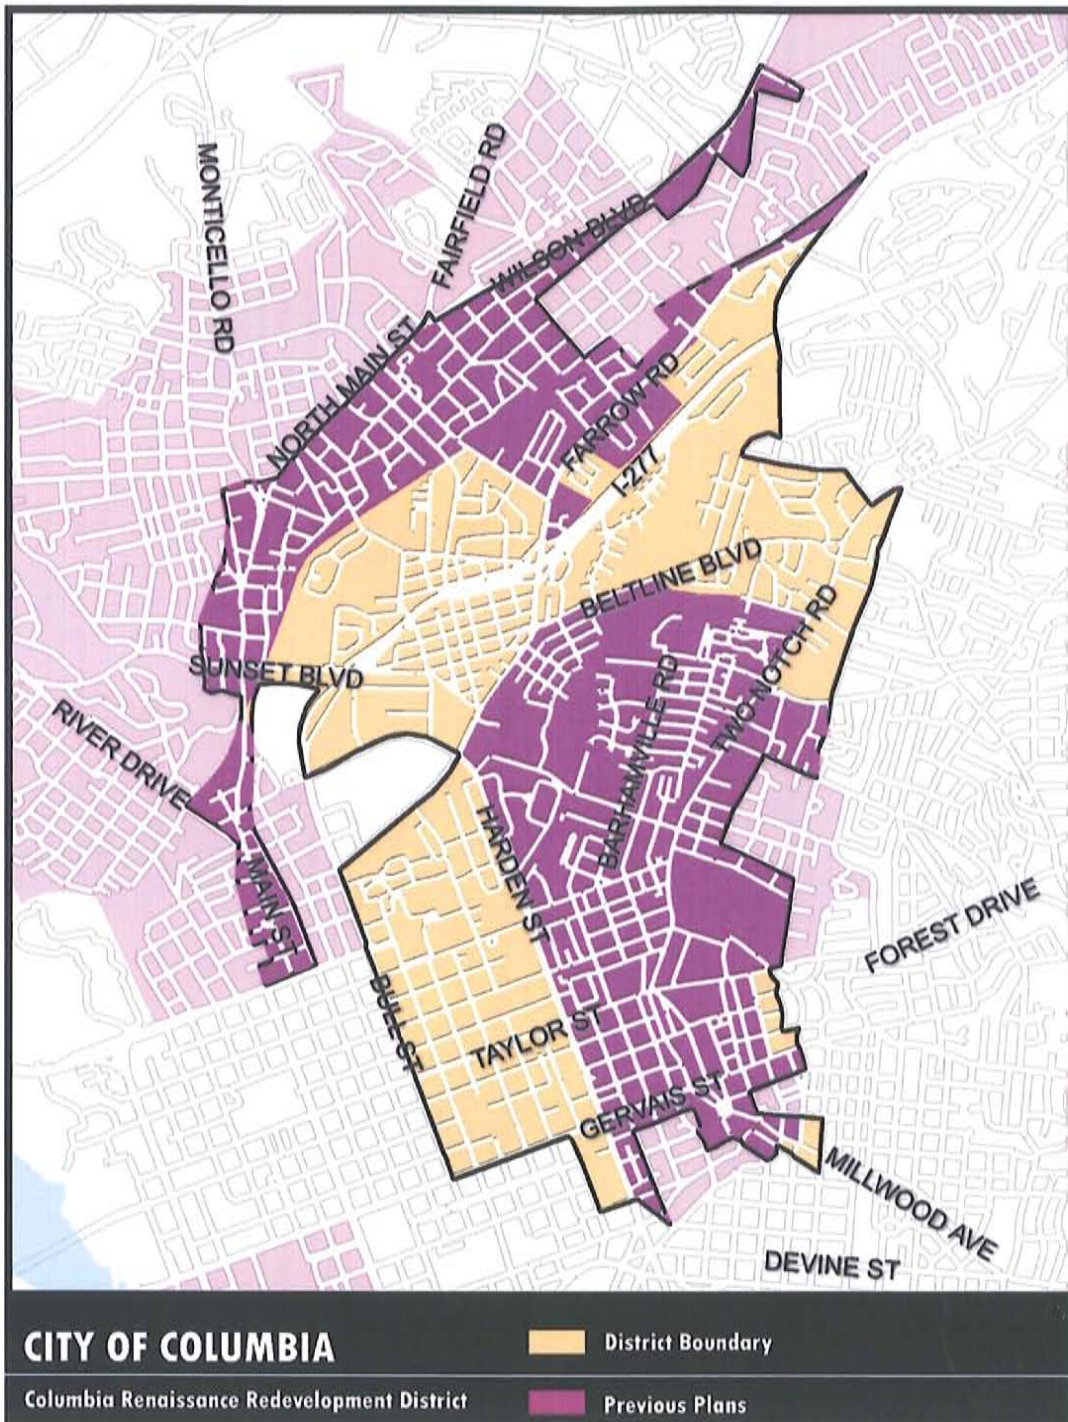 MONTICELLO RD
FAIRFIELD RD
WILSON BLVD
NORTH MAIN ST
FARROW RD
I-277
BELTLINE BLVD
TWO-NOTCH RD
SUNSET BLVD
RIVER DRIVE
BARHAMVILLE RD
HARDEN ST
MAIN ST
FOREST DRIVE
BULL ST
TAYLOR ST
GERVAIS ST
MILLWOOD AVE
DEVINE ST
CITY OF COLUMBIA
District Boundary
Columbia Renaissance Redevelopment District
Previous Plans